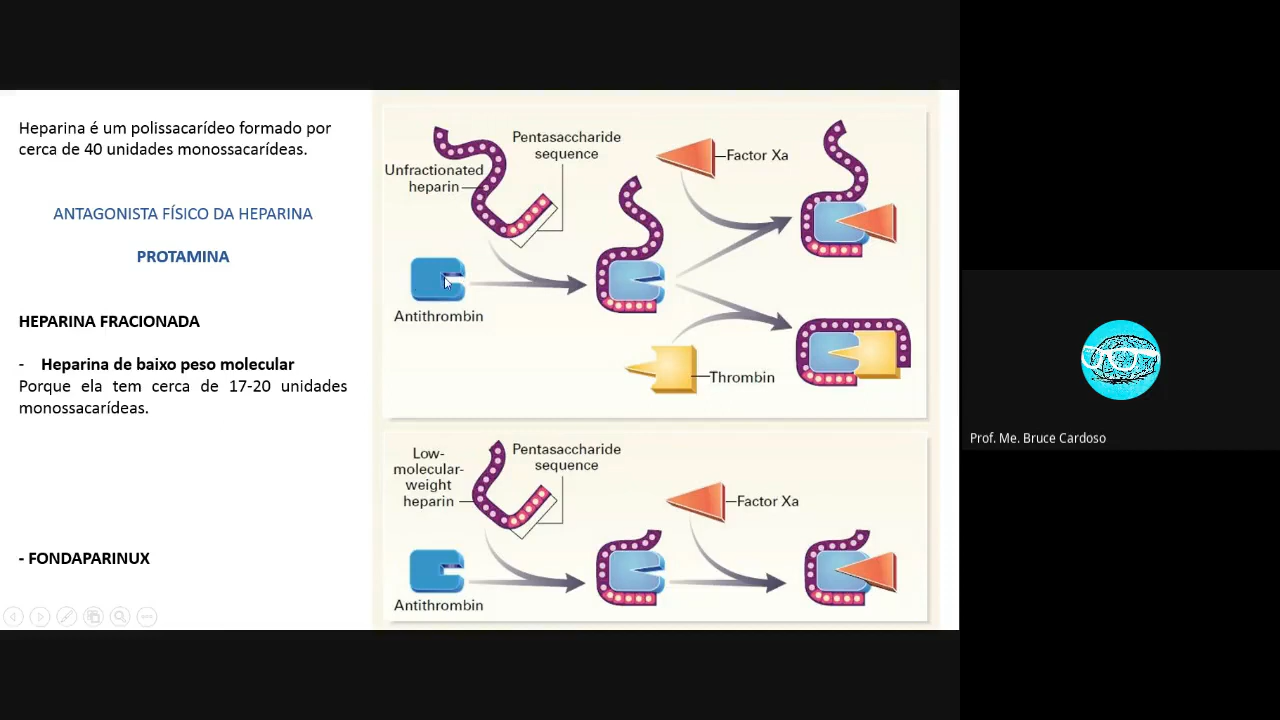 Heparina é um polissacarídeo formado por
cerca de 40 unidades monossacarídeas.
ANTAGONISTA FÍSICO DA HEPARINA
PROTAMINA
HEPARINA FRACIONADA
- Heparina de baixo peso molecular
Porque ela tem cerca de 17-20 unidades
monossacarídeas.
- FONDAPARINUX
Pentasaccharide
sequence
Unfractionated
heparin
Factor Xa
Antithrombin
Thrombin
Low-
molecular-
weight
heparin
Pentasaccharide
sequence
Factor Xa
Antithrombin
Prof. Me. Bruce Cardoso